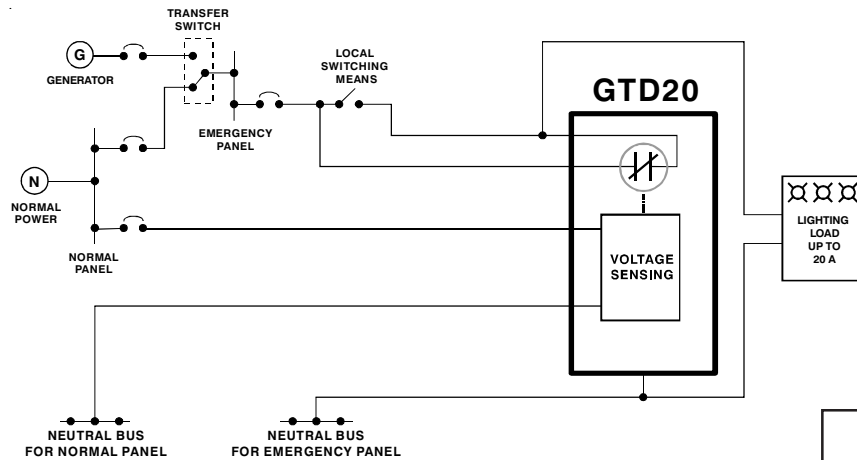 TRANSFER
SWITCH
G
GENERATOR
LOCAL
SWITCHING
MEANS
GTD20
EMERGENCY
PANEL
N
NORMAL
POWER
NORMAL
PANEL
VOLTAGE
SENSING
LIGHTING
LOAD
UP TO
20 A
NEUTRAL BUS
FOR NORMAL PANEL
NEUTRAL BUS
FOR EMERGENCY PANEL